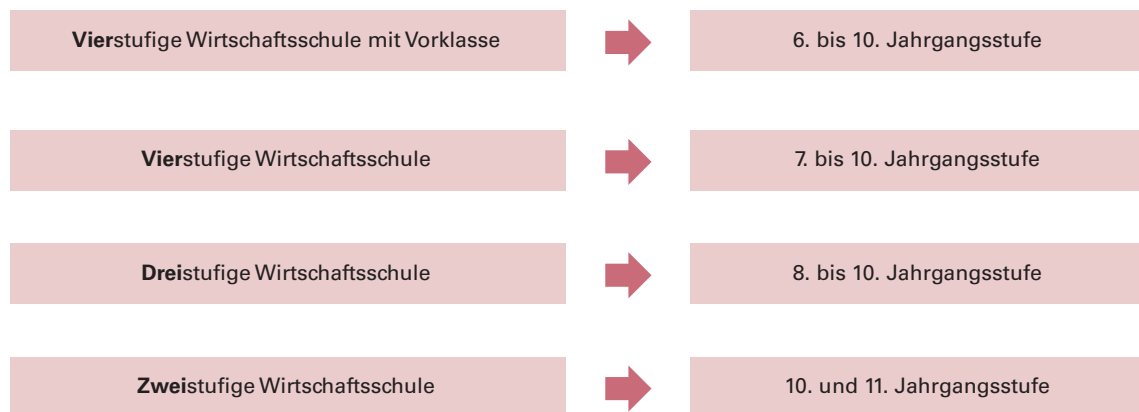 Vierstufige Wirtschaftsschule mit Vorklasse
6. bis 10. Jahrgangsstufe
Vierstufige Wirtschaftsschule
7. bis 10. Jahrgangsstufe
Dreistufige Wirtschaftsschule
8. bis 10. Jahrgangsstufe
Zweistufige Wirtschaftsschule
10. und 11. Jahrgangsstufe